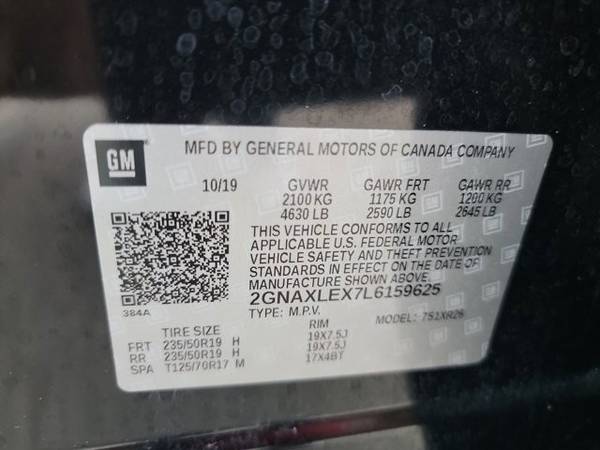 GM
MFD BY GENERAL MOTORS OF CANADA COMPANY
10/19 GVWR GAWR FRT GAWR RR
2100 KG 1175 KG 1200 KG
4630 LB 2590 LB 2645 LB
THIS VEHICLE CONFORMS TO ALL
APPLICABLE U.S. FEDERAL MOTOR
VEHICLE SAFETY AND THEFT PREVENTION
STANDARDS IN EFFECT ON THE DATE OF
MANUFACTURE SHOWN ABOVE.
2GNAXLEX7L6159625
384A
TYPE: M.P.V. MODEL: 7S1XR26
TIRE SIZE RIM
FRT 235/50R19 H 19X7.5J
RR 235/50R19 H 19X7.5J
SPA T125/70R17 M 17X4BT